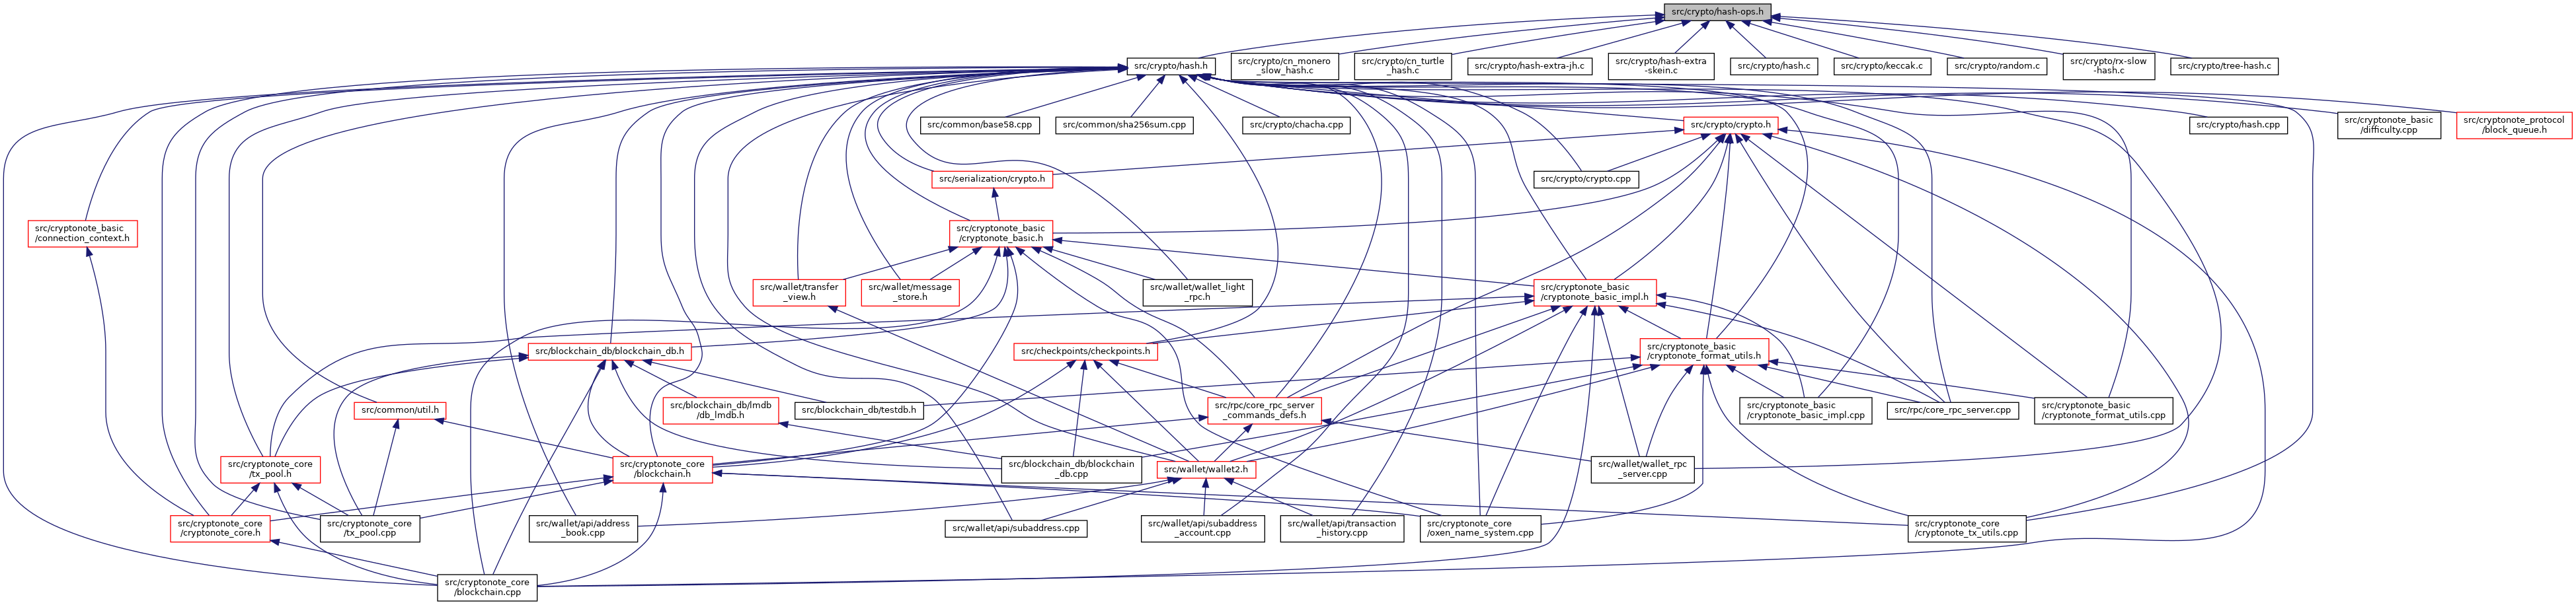 src/crypto/hash-ops.h
src/crypto/hash.h
src/crypto/cn_monero
_slow_hash.c
src/crypto/cn_turtle
_hash.c
src/crypto/hash-extra-jh.c
src/crypto/hash-extra
-skein.c
src/crypto/hash.c
src/crypto/keccak.c
src/crypto/random.c
src/crypto/rx-slow
-hash.c
src/crypto/tree-hash.c
src/common/base58.cpp
src/common/sha256sum.cpp
src/crypto/chacha.cpp
src/crypto/crypto.h
src/crypto/hash.cpp
src/cryptonote_basic
/difficulty.cpp
src/cryptonote_protocol
/block_queue.h
src/serialization/crypto.h
src/crypto/crypto.cpp
src/cryptonote_basic
/connection_context.h
src/cryptonote_basic
/cryptonote_basic.h
src/wallet/transfer
_view.h
src/wallet/message
_store.h
src/wallet/wallet_light
_rpc.h
src/cryptonote_basic
/cryptonote_basic_impl.h
src/blockchain_db/blockchain_db.h
src/checkpoints/checkpoints.h
src/cryptonote_basic
/cryptonote_format_utils.h
src/common/util.h
src/blockchain_db/lmdb
/db_lmdb.h
src/blockchain_db/testdb.h
src/rpc/core_rpc_server
_commands_defs.h
src/cryptonote_basic
/cryptonote_basic_impl.cpp
src/rpc/core_rpc_server.cpp
src/cryptonote_basic
/cryptonote_format_utils.cpp
src/cryptonote_core
/tx_pool.h
src/cryptonote_core
/blockchain.h
src/blockchain_db/blockchain
_db.cpp
src/wallet/wallet2.h
src/wallet/wallet_rpc
_server.cpp
src/cryptonote_core
/cryptonote_core.h
src/cryptonote_core
/tx_pool.cpp
src/wallet/api/address
_book.cpp
src/wallet/api/subaddress.cpp
src/wallet/api/subaddress
_account.cpp
src/wallet/api/transaction
_history.cpp
src/cryptonote_core
/oxen_name_system.cpp
src/cryptonote_core
/cryptonote_tx_utils.cpp
src/cryptonote_core
/blockchain.cpp